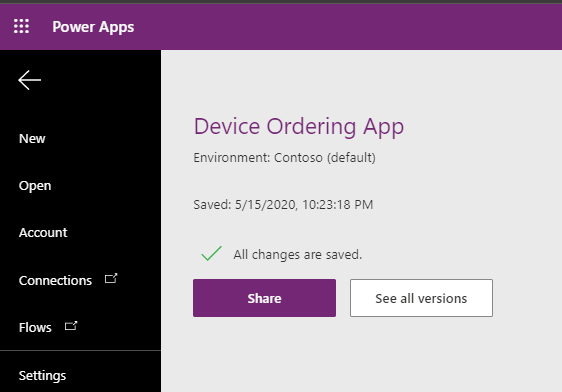 Power Apps
New
Open
Account
Connections
Flows
Settings
Device Ordering App
Environment: Contoso (default)
Saved: 5/15/2020, 10:23:18 PM
All changes are saved.
Share
See all versions